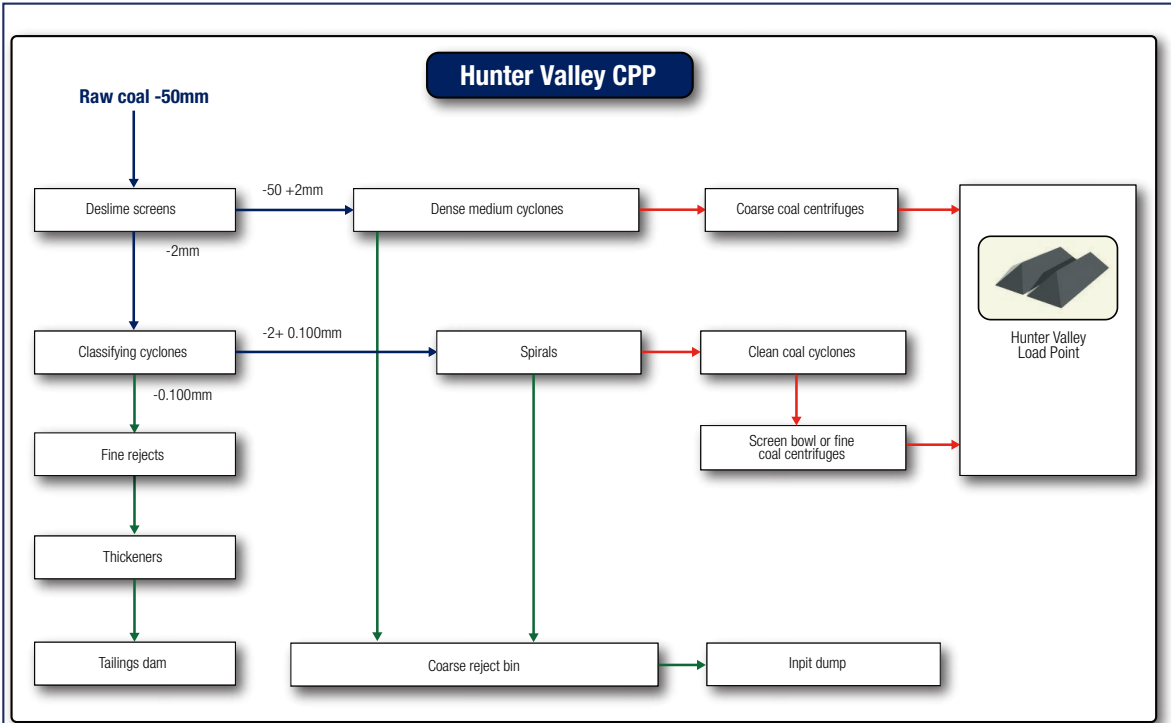 Hunter Valley CPP
Raw coal -50mm
Deslime screens
-50 +2mm
Dense medium cyclones
Coarse coal centrifuges
-2mm
Hunter Valley
Load Point
Classifying cyclones
-2+ 0.100mm
Spirals
Clean coal cyclones
-0.100mm
Fine rejects
Screen bowl or fine
coal centrifuges
Thickeners
Tailings dam
Coarse reject bin
Inpit dump